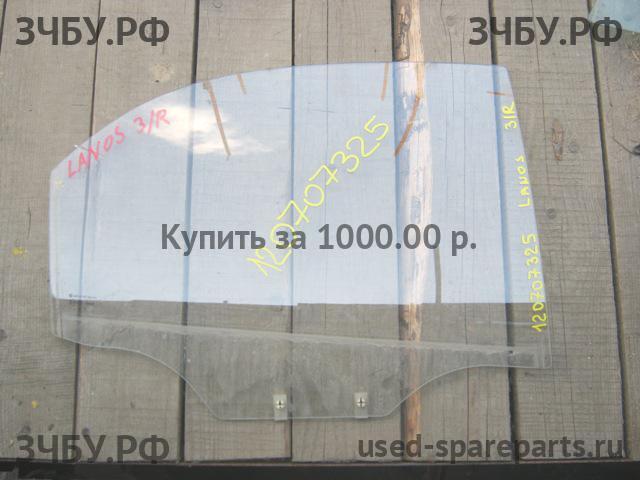 ЗЧБУ.РФ
ЗЧБУ.РФ
LANOS 3/R
120707325
120707325 LANOS 3/R
Купить за 1000.00 р.
ЗЧБУ.РФ
used-spareparts.ru